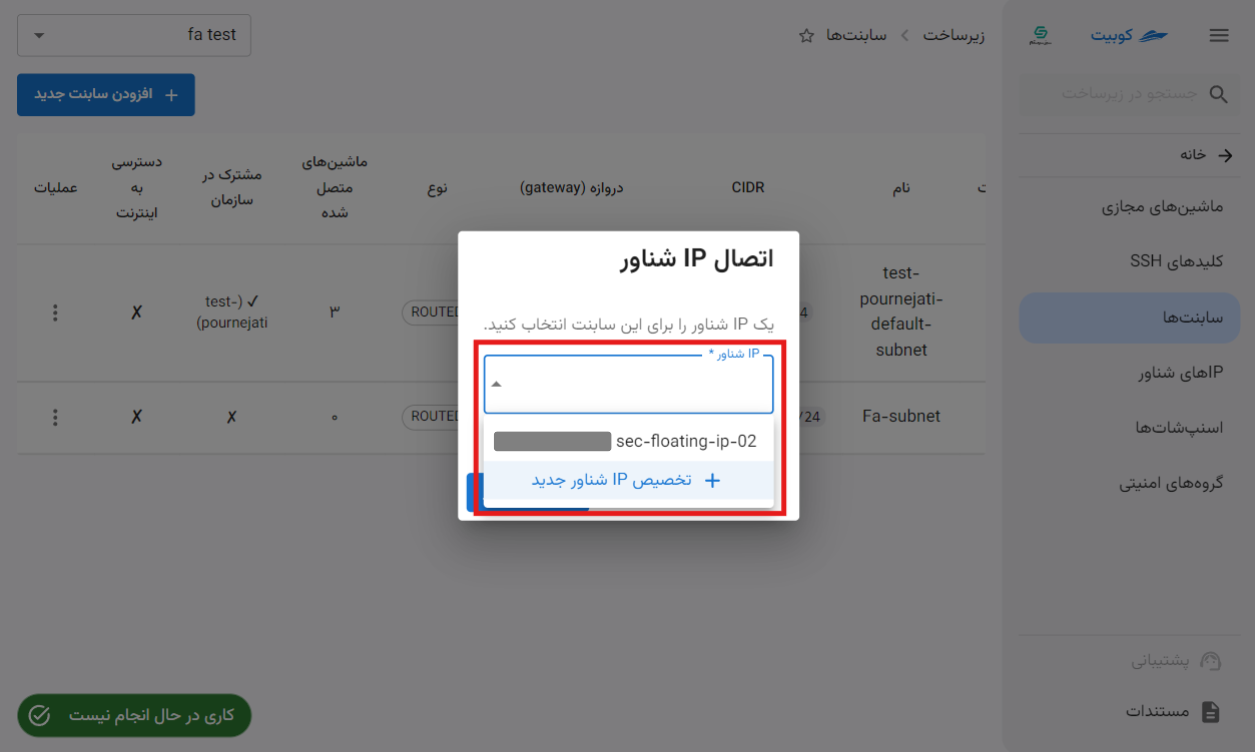 کوبیت
جستجو در زیرساخت
خانه
ماشین‌های مجازی
کلیدهای SSH
سابنت‌ها
IPهای شناور
اسنپ‌شات‌ها
گروه‌های امنیتی
پشتیبانی
مستندات
زیرساخت > سابنت‌ها
fa test
+ افزودن سابنت جدید
نام
CIDR
دروازه (gateway)
نوع
ماشین‌های
متصل
شده
مشترک در
سازمان
دسترسی
به
اینترنت
عملیات
test-
pournejati-
default-
subnet
4
ROUTED
۳
✓ (test-
pournejati)
✗
Fa-subnet
/24
ROUTED
۰
✗
✗
اتصال IP شناور
یک IP شناور را برای این سابنت انتخاب کنید.
IP شناور *
sec-floating-ip-02
+ تخصیص IP شناور جدید
کاری در حال انجام نیست